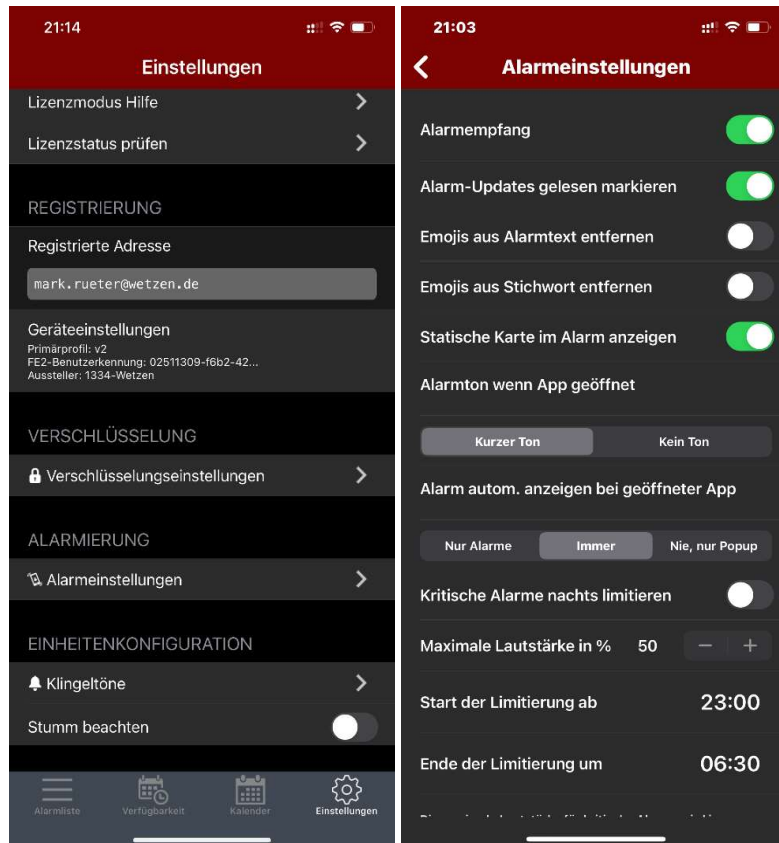 21:14
Einstellungen
Lizenzmodus Hilfe
Lizenzstatus prüfen
REGISTRIERUNG
Registrierte Adresse
mark.rueter@wetzen.de
Geräteeinstellungen
Primärprofil: v2
FE2-Benutzerkennung: 02511309-f6b2-42...
Aussteller: 1334-Wetzen
VERSCHLÜSSELUNG
Verschlüsselungseinstellungen
ALARMIERUNG
Alarmeinstellungen
EINHEITENKONFIGURATION
Klingeltöne
Stumm beachten
Alarmliste Verfügbarkeit Kalender Einstellungen
21:03
Alarmeinstellungen
Alarmempfang
Alarm-Updates gelesen markieren
Emojis aus Alarmtext entfernen
Emojis aus Stichwort entfernen
Statische Karte im Alarm anzeigen
Alarmton wenn App geöffnet
Kurzer Ton Kein Ton
Alarm autom. anzeigen bei geöffneter App
Nur Alarme Immer Nie, nur Popup
Kritische Alarme nachts limitieren
Maximale Lautstärke in % 50 − +
Start der Limitierung ab 23:00
Ende der Limitierung um 06:30